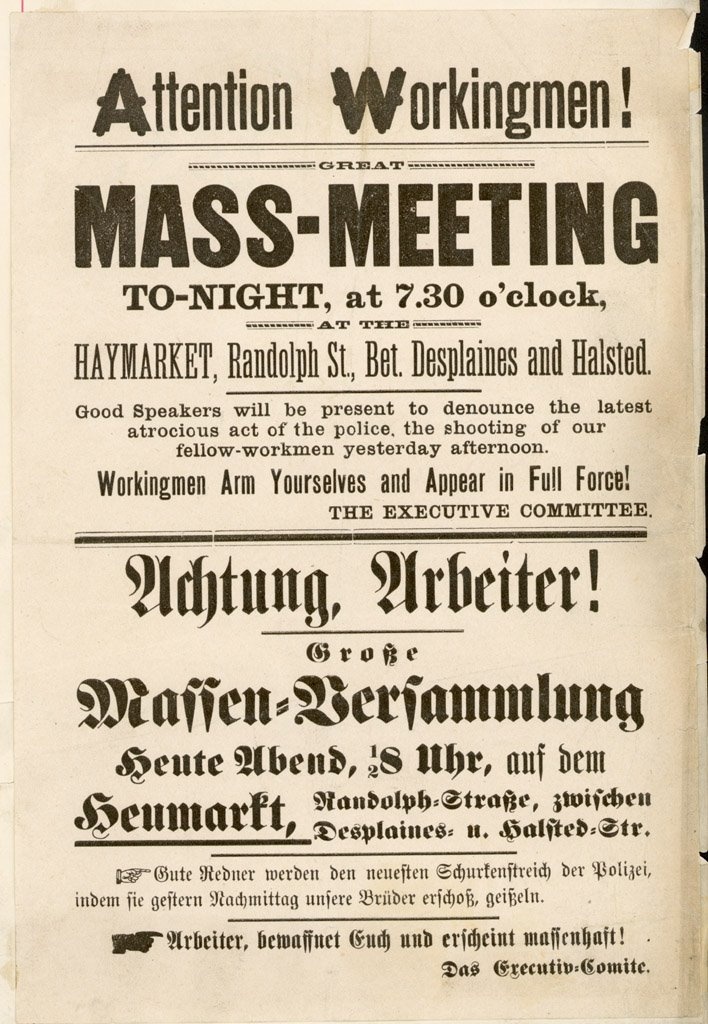 Attention Workingmen!
GREAT
MASS-MEETING
TO-NIGHT, at 7.30 o'clock,
AT THE
HAYMARKET, Randolph St., Bet. Desplaines and Halsted.
Good Speakers will be present to denounce the latest
atrocious act of the police, the shooting of our
fellow-workmen yesterday afternoon.
Workingmen Arm Yourselves and Appear in Full Force!
THE EXECUTIVE COMMITTEE.
Achtung, Arbeiter!
Große
Massen-Versammlung
Heute Abend, ½8 Uhr, auf dem
Heumarkt, Randolph-Straße, zwischen
Desplaines- u. Halsted-Str.
Gute Redner werden den neuesten Schurkenstreich der Polizei,
indem sie gestern Nachmittag unsere Brüder erschoß, geißeln.
Arbeiter, bewaffnet Euch und erscheint massenhaft!
Das Executiv-Comite.